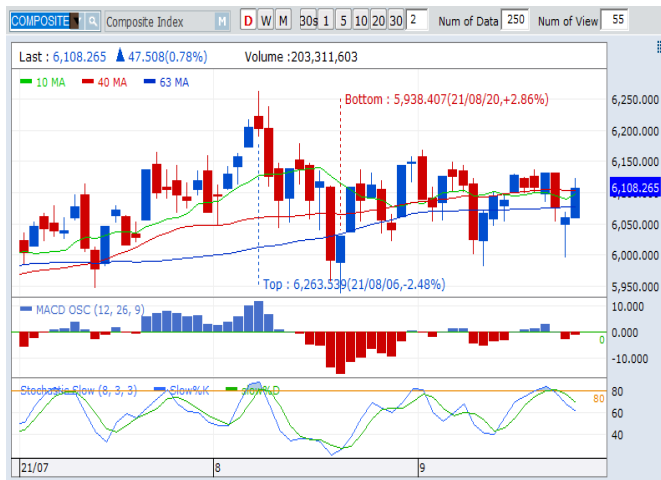 COMPOSITE Composite Index M D W M 30s 1 5 10 20 30 2 Num of Data 250 Num of View 55
Last : 6,108.265 ▲ 47.508(0.78%) Volume :203,311,603
10 MA 40 MA 63 MA
Bottom : 5,938.407(21/08/20,+2.86%)
6,250.000
6,200.000
6,150.000
6,108.265
6,050.000
6,000.000
5,950.000
Top : 6,263.539(21/08/06,-2.48%)
MACD OSC (12, 26, 9)
10.000
0.000
0
-10.000
Stochastic Slow (8, 3, 3) Slow%K Slow%D
80
80
60
40
21/07 8 9